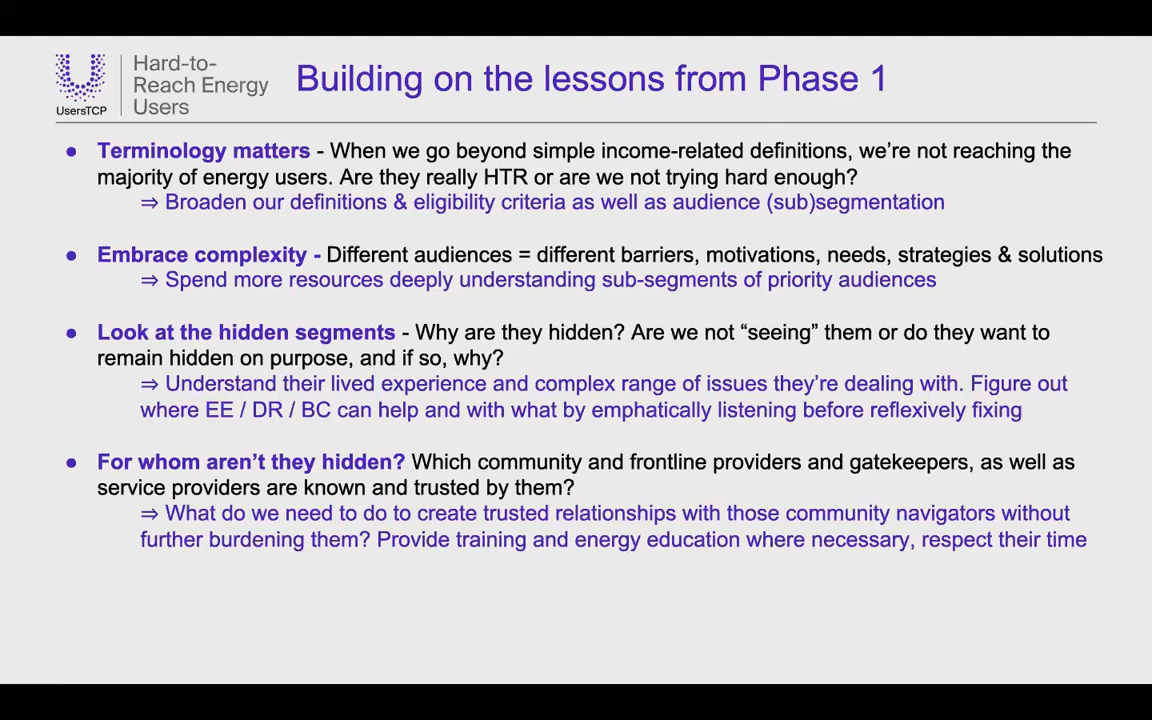 UsersTCP
Hard-to-
Reach Energy
Users
Building on the lessons from Phase 1
● Terminology matters - When we go beyond simple income-related definitions, we're not reaching the
majority of energy users. Are they really HTR or are we not trying hard enough?
⇒ Broaden our definitions & eligibility criteria as well as audience (sub)segmentation
● Embrace complexity - Different audiences = different barriers, motivations, needs, strategies & solutions
⇒ Spend more resources deeply understanding sub-segments of priority audiences
● Look at the hidden segments - Why are they hidden? Are we not “seeing” them or do they want to
remain hidden on purpose, and if so, why?
⇒ Understand their lived experience and complex range of issues they're dealing with. Figure out
where EE / DR / BC can help and with what by emphatically listening before reflexively fixing
● For whom aren't they hidden? Which community and frontline providers and gatekeepers, as well as
service providers are known and trusted by them?
⇒ What do we need to do to create trusted relationships with those community navigators without
further burdening them? Provide training and energy education where necessary, respect their time